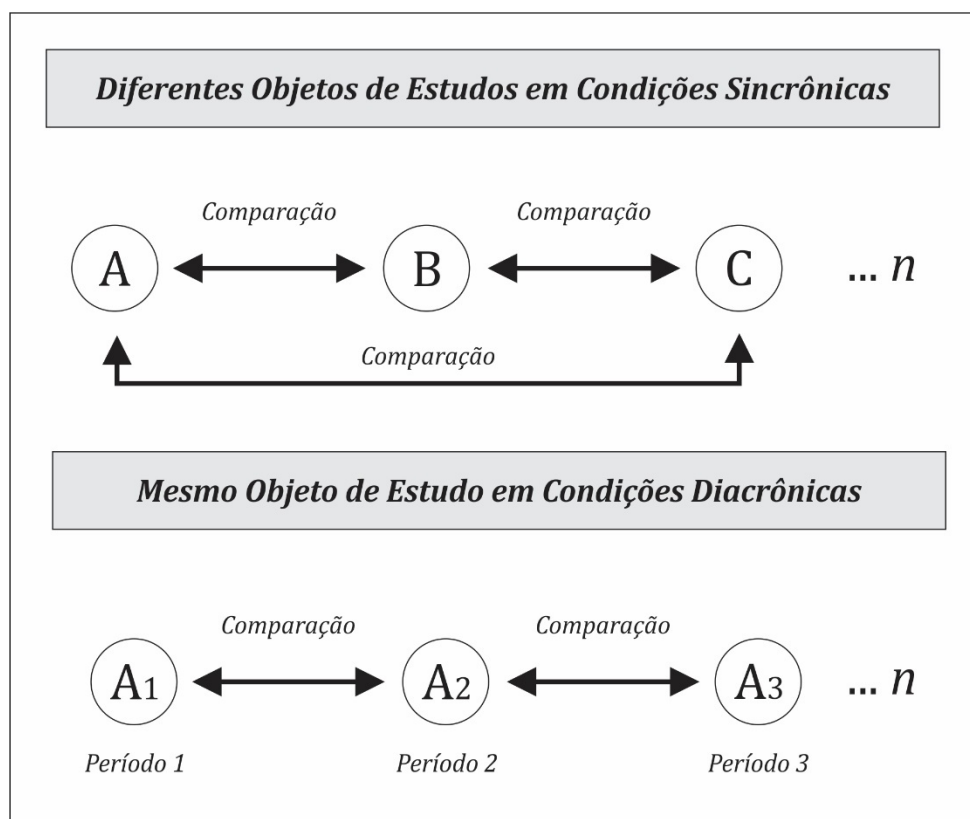 Diferentes Objetos de Estudos em Condições Sincrônicas
Comparação Comparação
A B C ... n
Comparação
Mesmo Objeto de Estudo em Condições Diacrônicas
Comparação Comparação
A1 A2 A3 ... n
Período 1 Período 2 Período 3